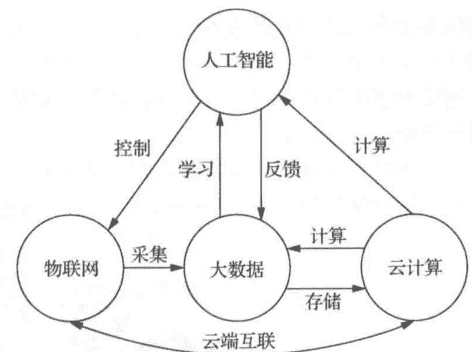 人工智能
控制
学习
反馈
计算
物联网
采集
大数据
计算
存储
云计算
云端互联